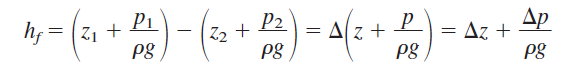 h_f = (z_1 + p_1/ρg) − (z_2 + p_2/ρg) = Δ(z + p/ρg) = Δz + Δp/ρg